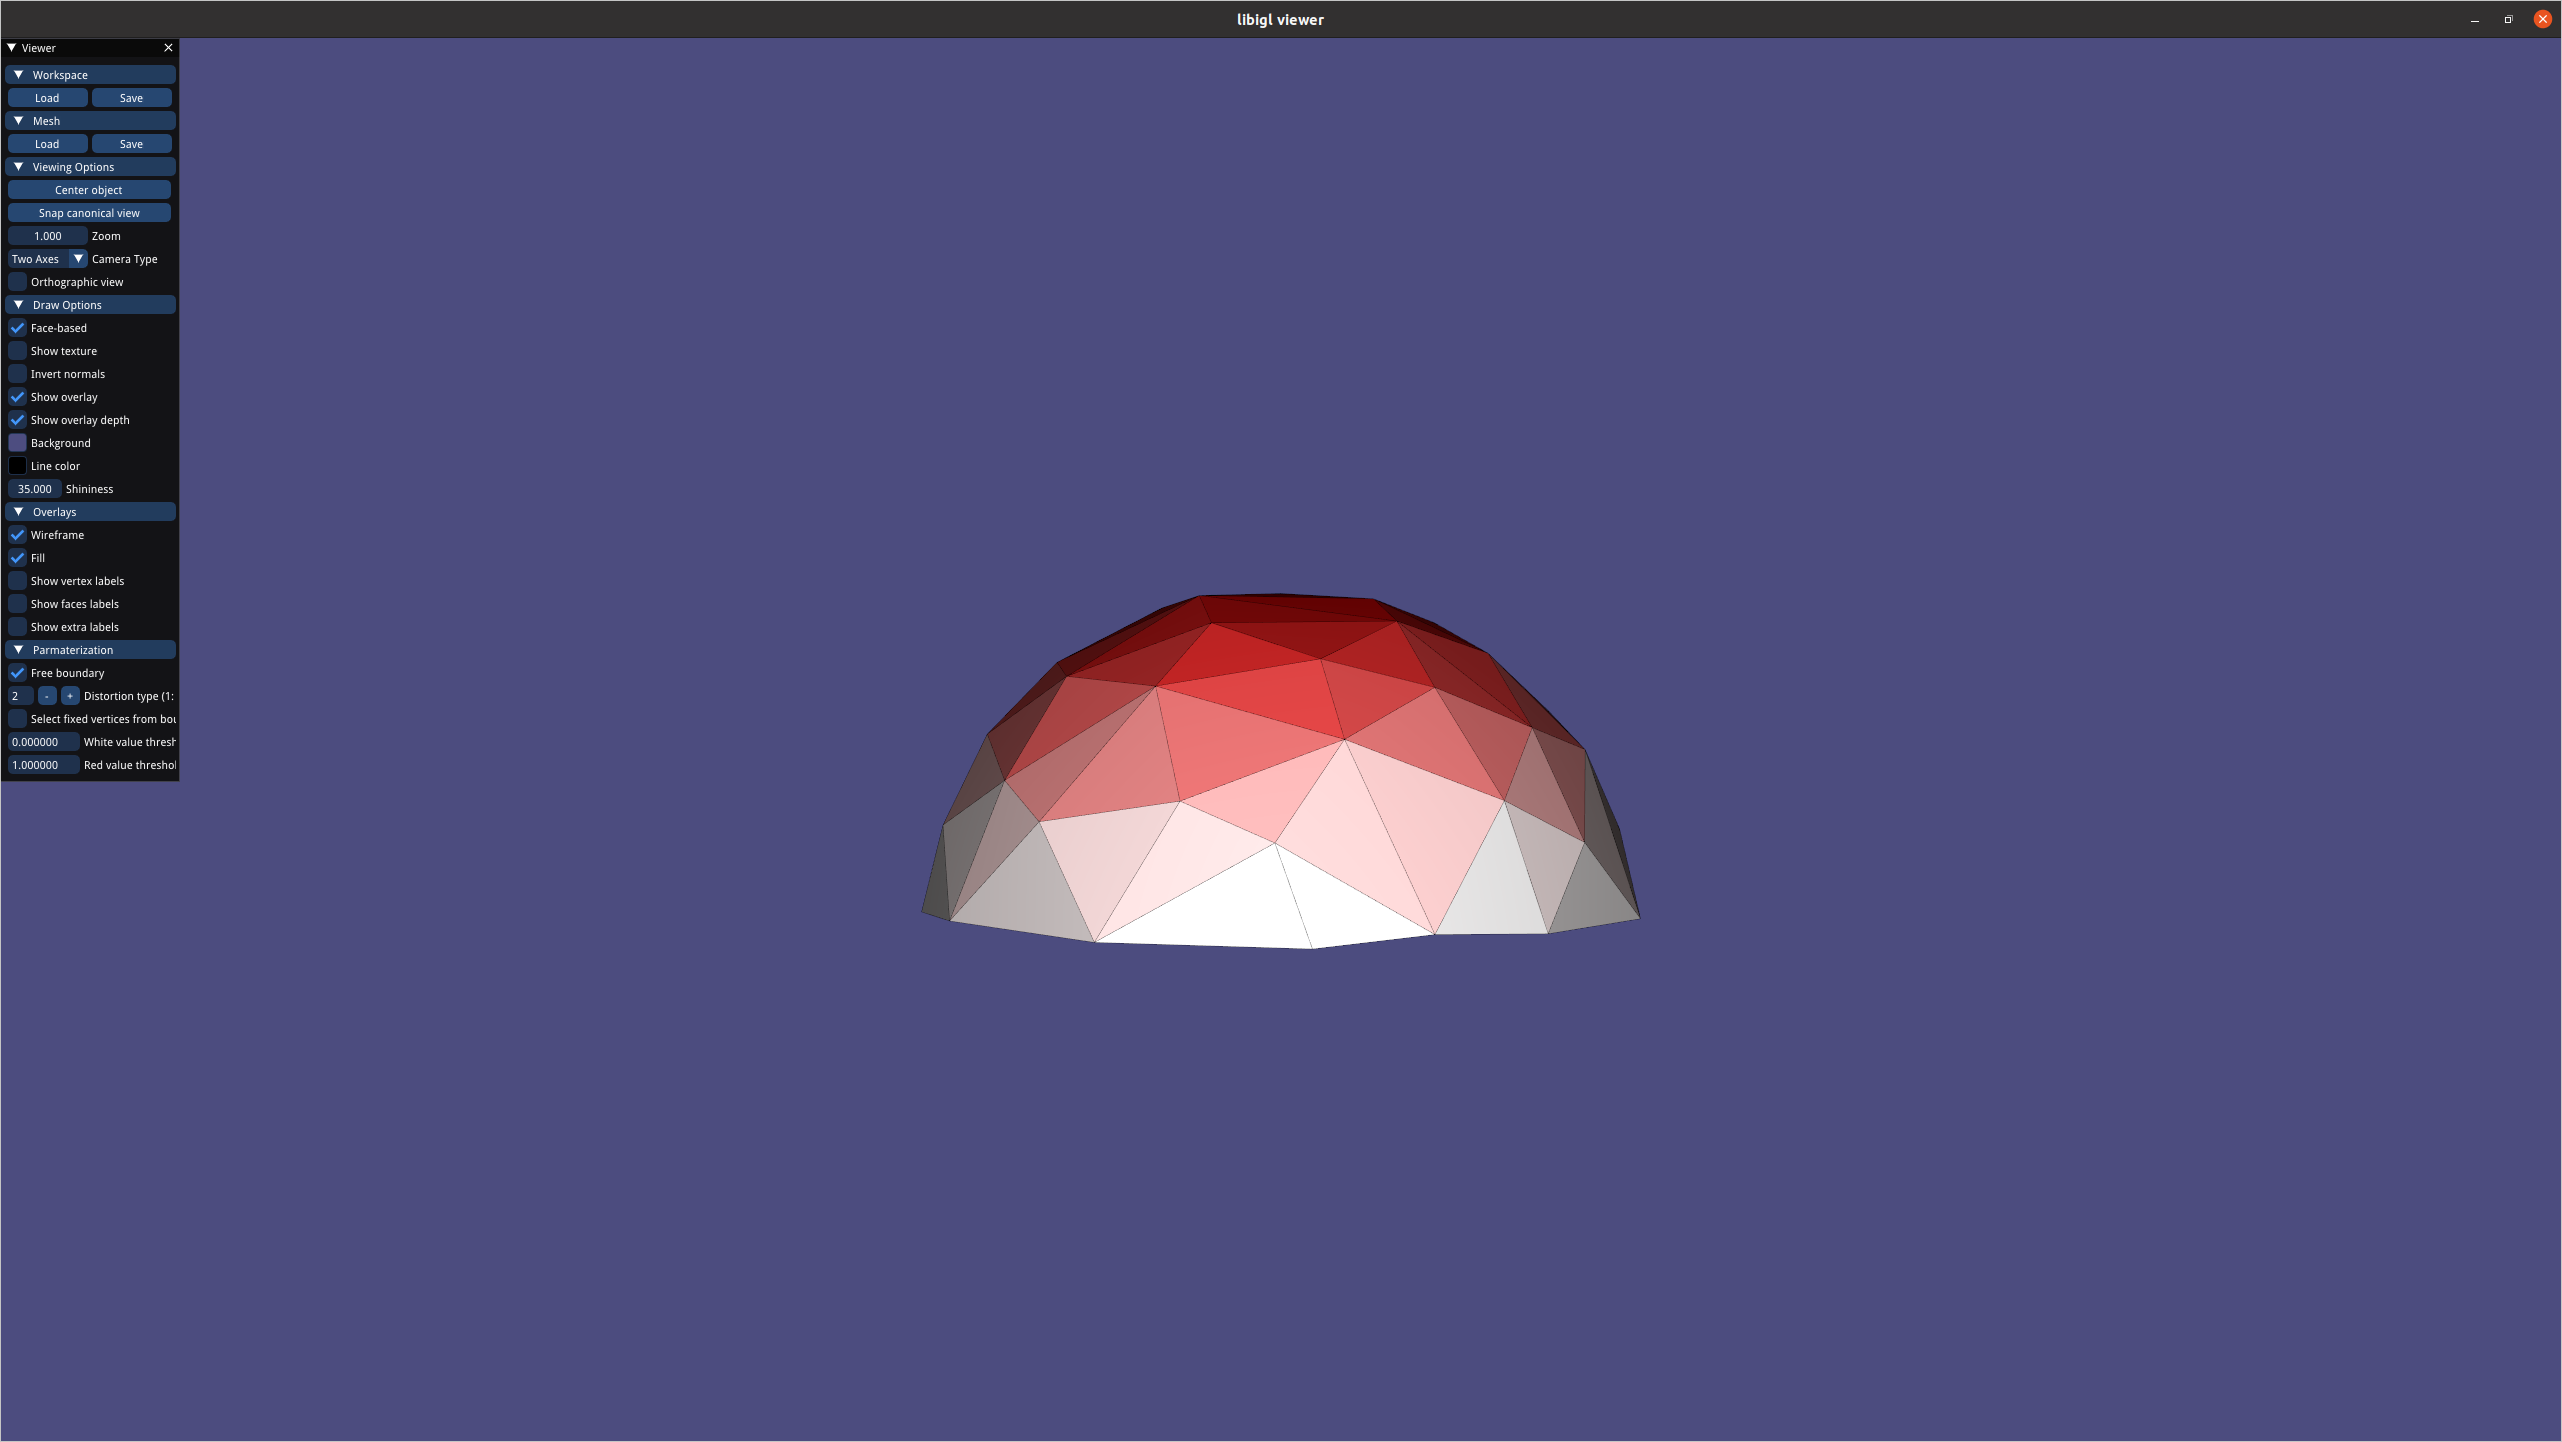 libigl viewer
Viewer
Workspace
Load Save
Mesh
Load Save
Viewing Options
Center object
Snap canonical view
1.000 Zoom
Two Axes Camera Type
Orthographic view
Draw Options
Face-based
Show texture
Invert normals
Show overlay
Show overlay depth
Background
Line color
35.000 Shininess
Overlays
Wireframe
Fill
Show vertex labels
Show faces labels
Show extra labels
Parmaterization
Free boundary
2 - + Distortion type (1:
Select fixed vertices from bou
0.000000 White value thresh
1.000000 Red value threshol